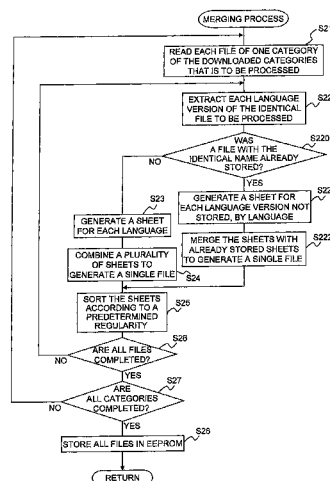 MERGING PROCESS
S21
READ EACH FILE OF ONE CATEGORY
OF THE DOWNLOADED CATEGORIES
THAT IS TO BE PROCESSED
S22
EXTRACT EACH LANGUAGE
VERSION OF THE IDENTICAL
FILE TO BE PROCESSED
S220
WAS
A FILE WITH THE
IDENTICAL NAME ALREADY
STORED?
NO
YES
S23
GENERATE A SHEET
FOR EACH LANGUAGE
GENERATE A SHEET FOR
EACH LANGUAGE VERSION NOT
STORED, BY LANGUAGE
COMBINE A PLURALITY
OF SHEETS TO
GENERATE A SINGLE FILE
S24
MERGE THE SHEETS WITH
ALREADY STORED SHEETS
TO GENERATE A SINGLE FILE
S222
SORT THE SHEETS
ACCORDING TO A
PREDETERMINED
REGULARITY
S25
ARE ALL FILES
COMPLETED?
S26
NO
YES
ARE
ALL CATEGORIES
COMPLETED?
S27
NO
YES
STORE ALL FILES IN EEPROM
S28
RETURN